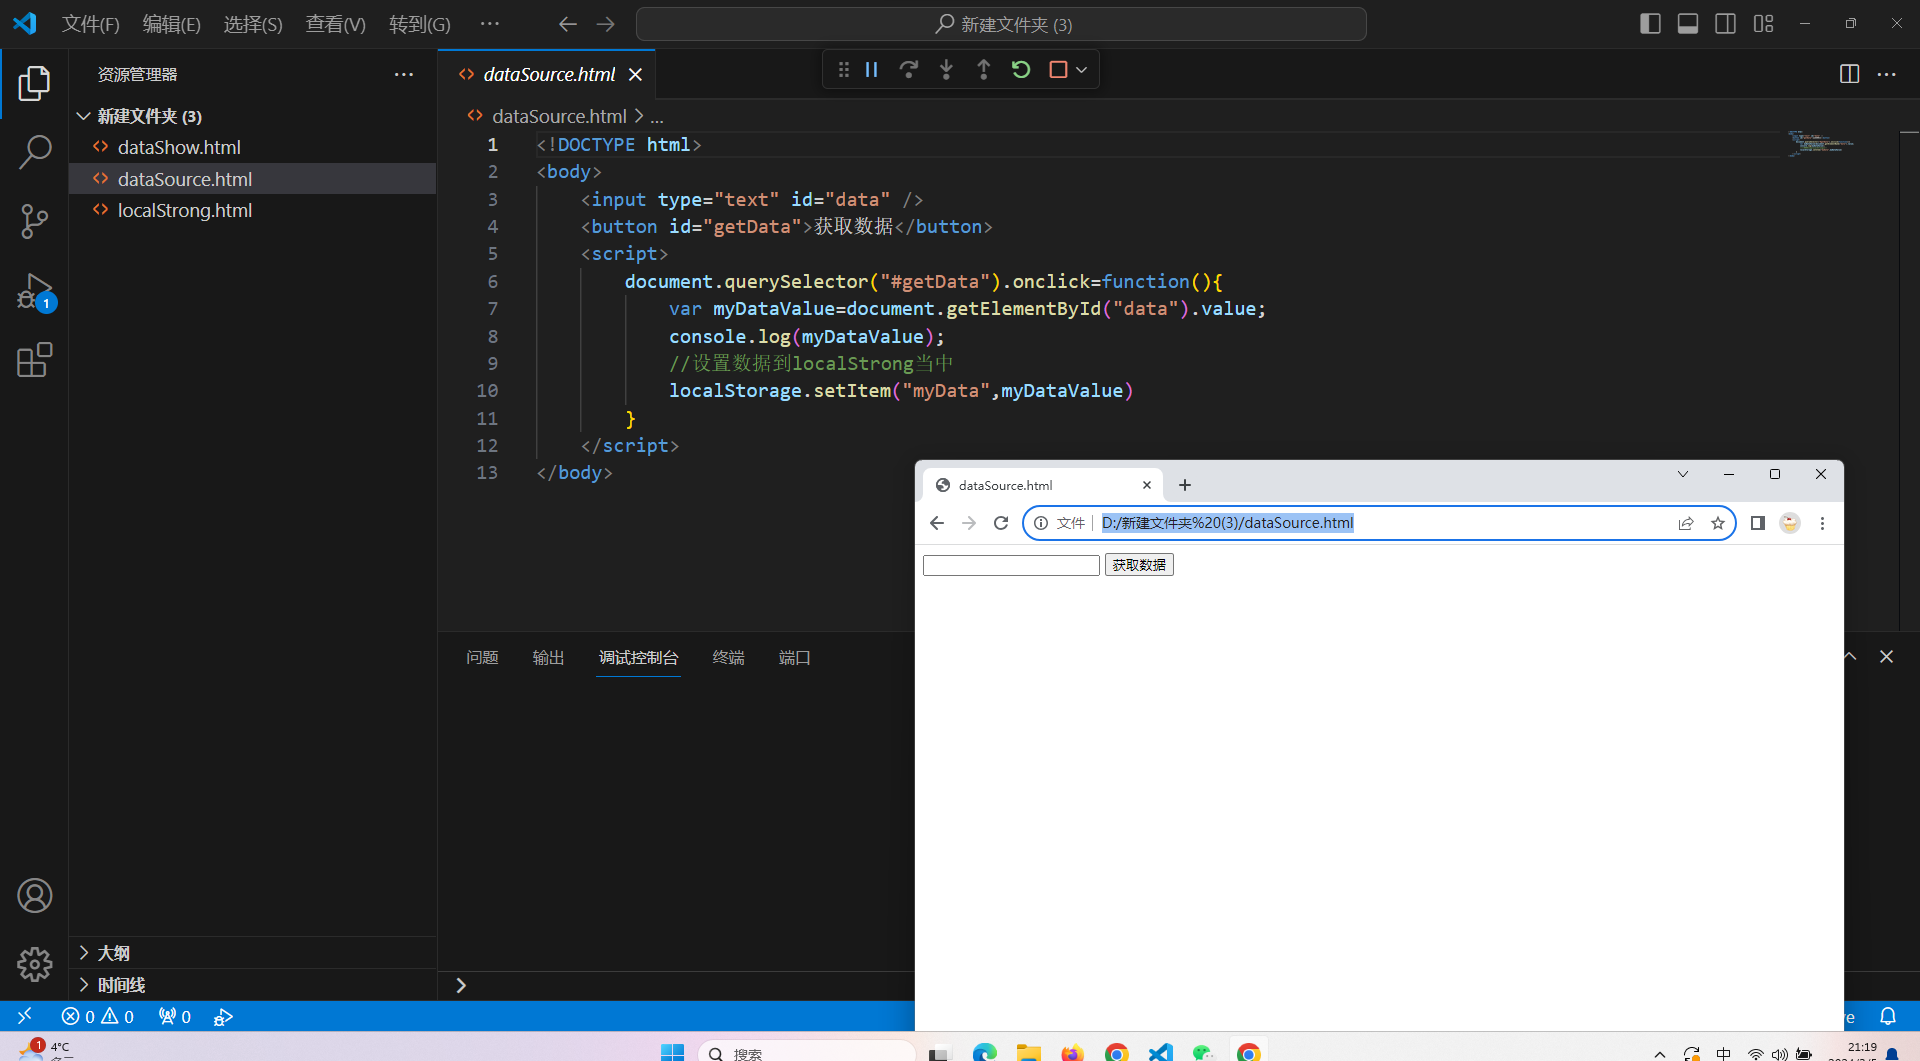 文件(F) 编辑(E) 选择(S) 查看(V) 转到(G) ··· 新建文件夹 (3)
资源管理器 ···
新建文件夹 (3)
dataShow.html
dataSource.html
localStrong.html
1
dataSource.html
dataSource.html > ...
1 <!DOCTYPE html>
2 <body>
3 <input type="text" id="data" />
4 <button id="getData">获取数据</button>
5 <script>
6 document.querySelector("#getData").onclick=function(){
7 var myDataValue=document.getElementById("data").value;
8 console.log(myDataValue);
9 //设置数据到localStrong当中
10 localStorage.setItem("myData",myDataValue)
11 }
12 </script>
13 </body>
问题 输出 调试控制台 终端 端口
dataSource.html
文件 D:/新建文件夹%20(3)/dataSource.html
获取数据
大纲
时间线
0 0 0
1 4°C
搜索
中 21:19